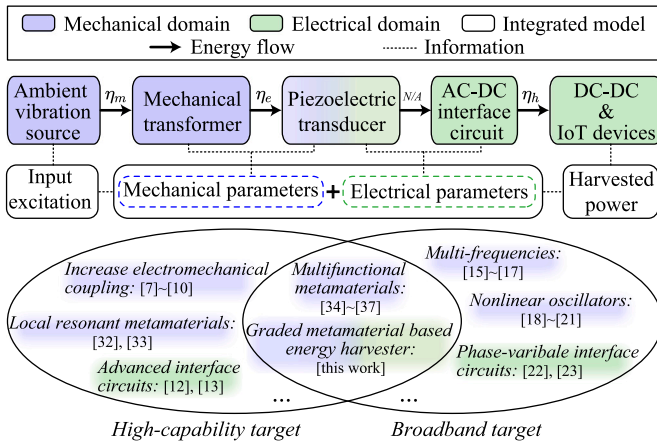 Mechanical domain Electrical domain Integrated model
Energy flow Information
Ambient vibration source
η_m
Mechanical transformer
η_e
Piezoelectric transducer
N/A
AC-DC interface circuit
η_h
DC-DC & IoT devices
Input excitation
Mechanical parameters + Electrical parameters
Harvested power
Increase electromechanical
coupling: [7]~[10]
Local resonant metamaterials:
[32], [33]
Advanced interface
circuits: [12], [13]
Multifunctional
metamaterials:
[34]~[37]
Graded metamaterial based
energy harvester:
[this work]
Multi-frequencies:
[15]~[17]
Nonlinear oscillators:
[18]~[21]
Phase-varibale interface
circuits: [22], [23]
... ...
High-capability target Broadband target